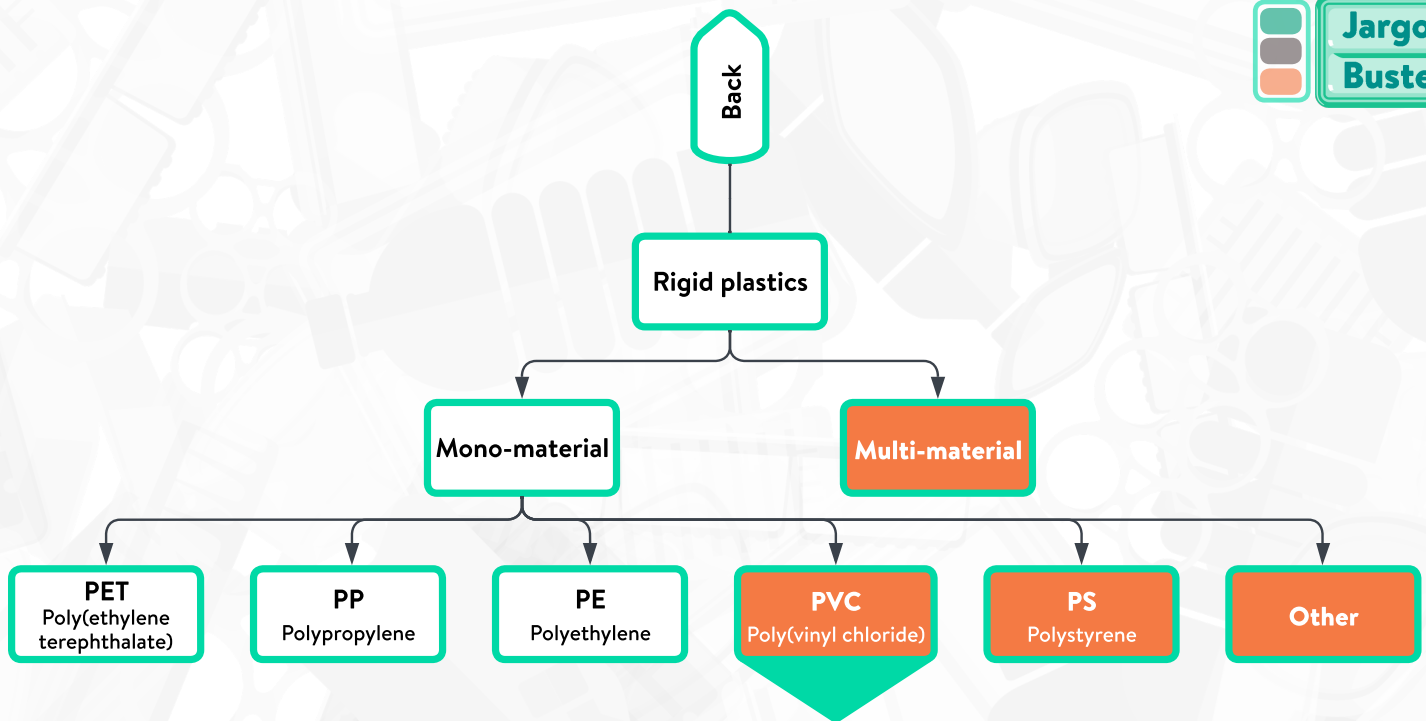 Back
Rigid plastics
Mono-material
Multi-material
PET
Poly(ethylene
terephthalate)
PP
Polypropylene
PE
Polyethylene
PVC
Poly(vinyl chloride)
PS
Polystyrene
Other